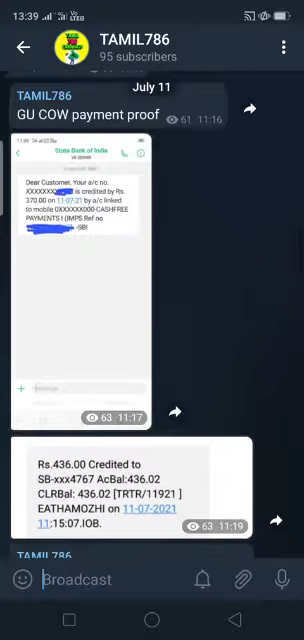 13:39
TAMIL786
95 subscribers
July 11
TAMIL786
GU COW payment proof
61 11:16
State Bank of India
Dear Customer, Your a/c no.
XXXXXXXX is credited by Rs.
370.00 on 11-07-21 by a/c linked
to mobile 0XXXXXX000-CASHFREE
PAYMENTS I (IMPS Ref no
-SBI
63 11:17
Rs.436.00 Credited to
SB-xxx4767 AcBal:436.02
CLRBal: 436.02 [TRTR/11921 ]
EATHAMOZHI on 11-07-2021
11:15:07.IOB.
63 11:19
TAMIL786
Broadcast